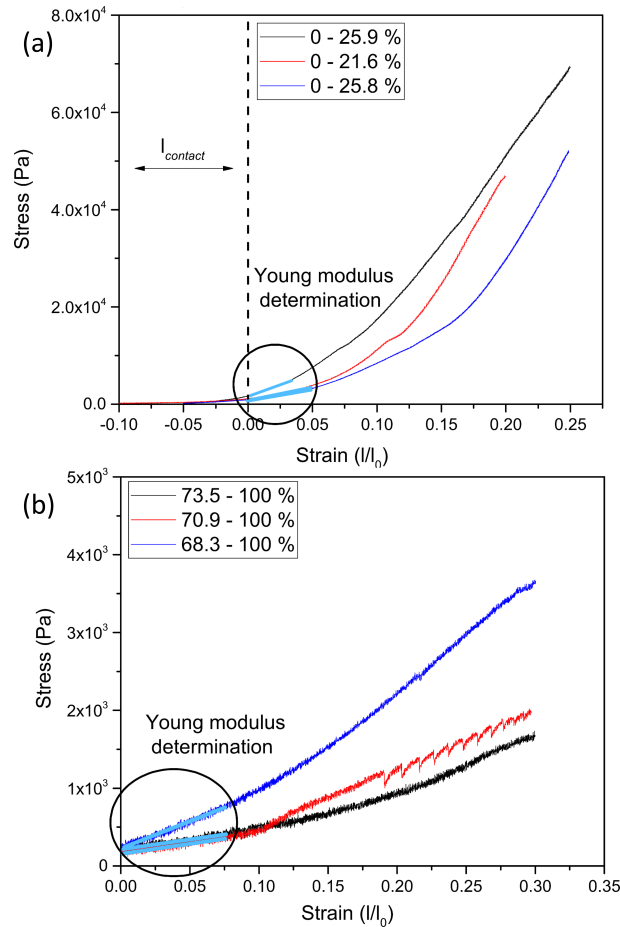 (a)
0 - 25.9 %
0 - 21.6 %
0 - 25.8 %
8.0x10⁴
6.0x10⁴
4.0x10⁴
2.0x10⁴
0.0
Stress (Pa)
l contact
Young modulus
determination
-0.10 -0.05 0.00 0.05 0.10 0.15 0.20 0.25
Strain (l/l₀)
(b)
73.5 - 100 %
70.9 - 100 %
68.3 - 100 %
5x10³
4x10³
3x10³
2x10³
1x10³
0
Stress (Pa)
Young modulus
determination
0.00 0.05 0.10 0.15 0.20 0.25 0.30 0.35
Strain (l/l₀)